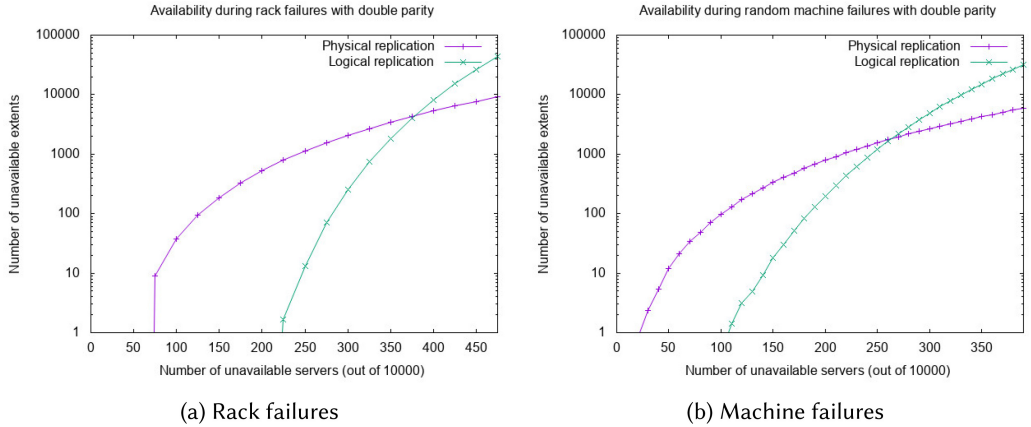 Availability during rack failures with double parity
100000
10000
1000
100
10
1
Number of unavailable extents
Physical replication
Logical replication
0 50 100 150 200 250 300 350 400 450
Number of unavailable servers (out of 10000)
(a) Rack failures
Availability during random machine failures with double parity
100000
10000
1000
100
10
1
Number of unavailable extents
Physical replication
Logical replication
0 50 100 150 200 250 300 350
Number of unavailable servers (out of 10000)
(b) Machine failures